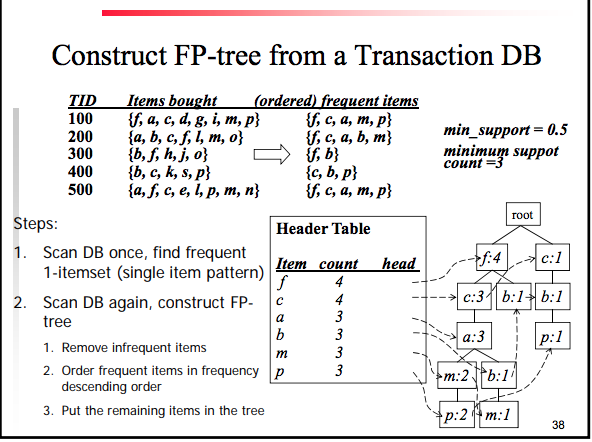 Construct FP-tree from a Transaction DB
TID Items bought (ordered) frequent items
100 {f, a, c, d, g, i, m, p} {f, c, a, m, p}
200 {a, b, c, f, l, m, o} {f, c, a, b, m}
300 {b, f, h, j, o} {f, b}
400 {b, c, k, s, p} {c, b, p}
500 {a, f, c, e, l, p, m, n} {f, c, a, m, p}
min_support = 0.5
minimum suppot
count =3
Steps:
1. Scan DB once, find frequent
1-itemset (single item pattern)
2. Scan DB again, construct FP-
tree
1. Remove infrequent items
2. Order frequent items in frequency
descending order
3. Put the remaining items in the tree
Header Table
Item count head
f 4
c 4
a 3
b 3
m 3
p 3
root
f:4 c:1
c:3 b:1 b:1
a:3 p:1
m:2 b:1
p:2 m:1
38